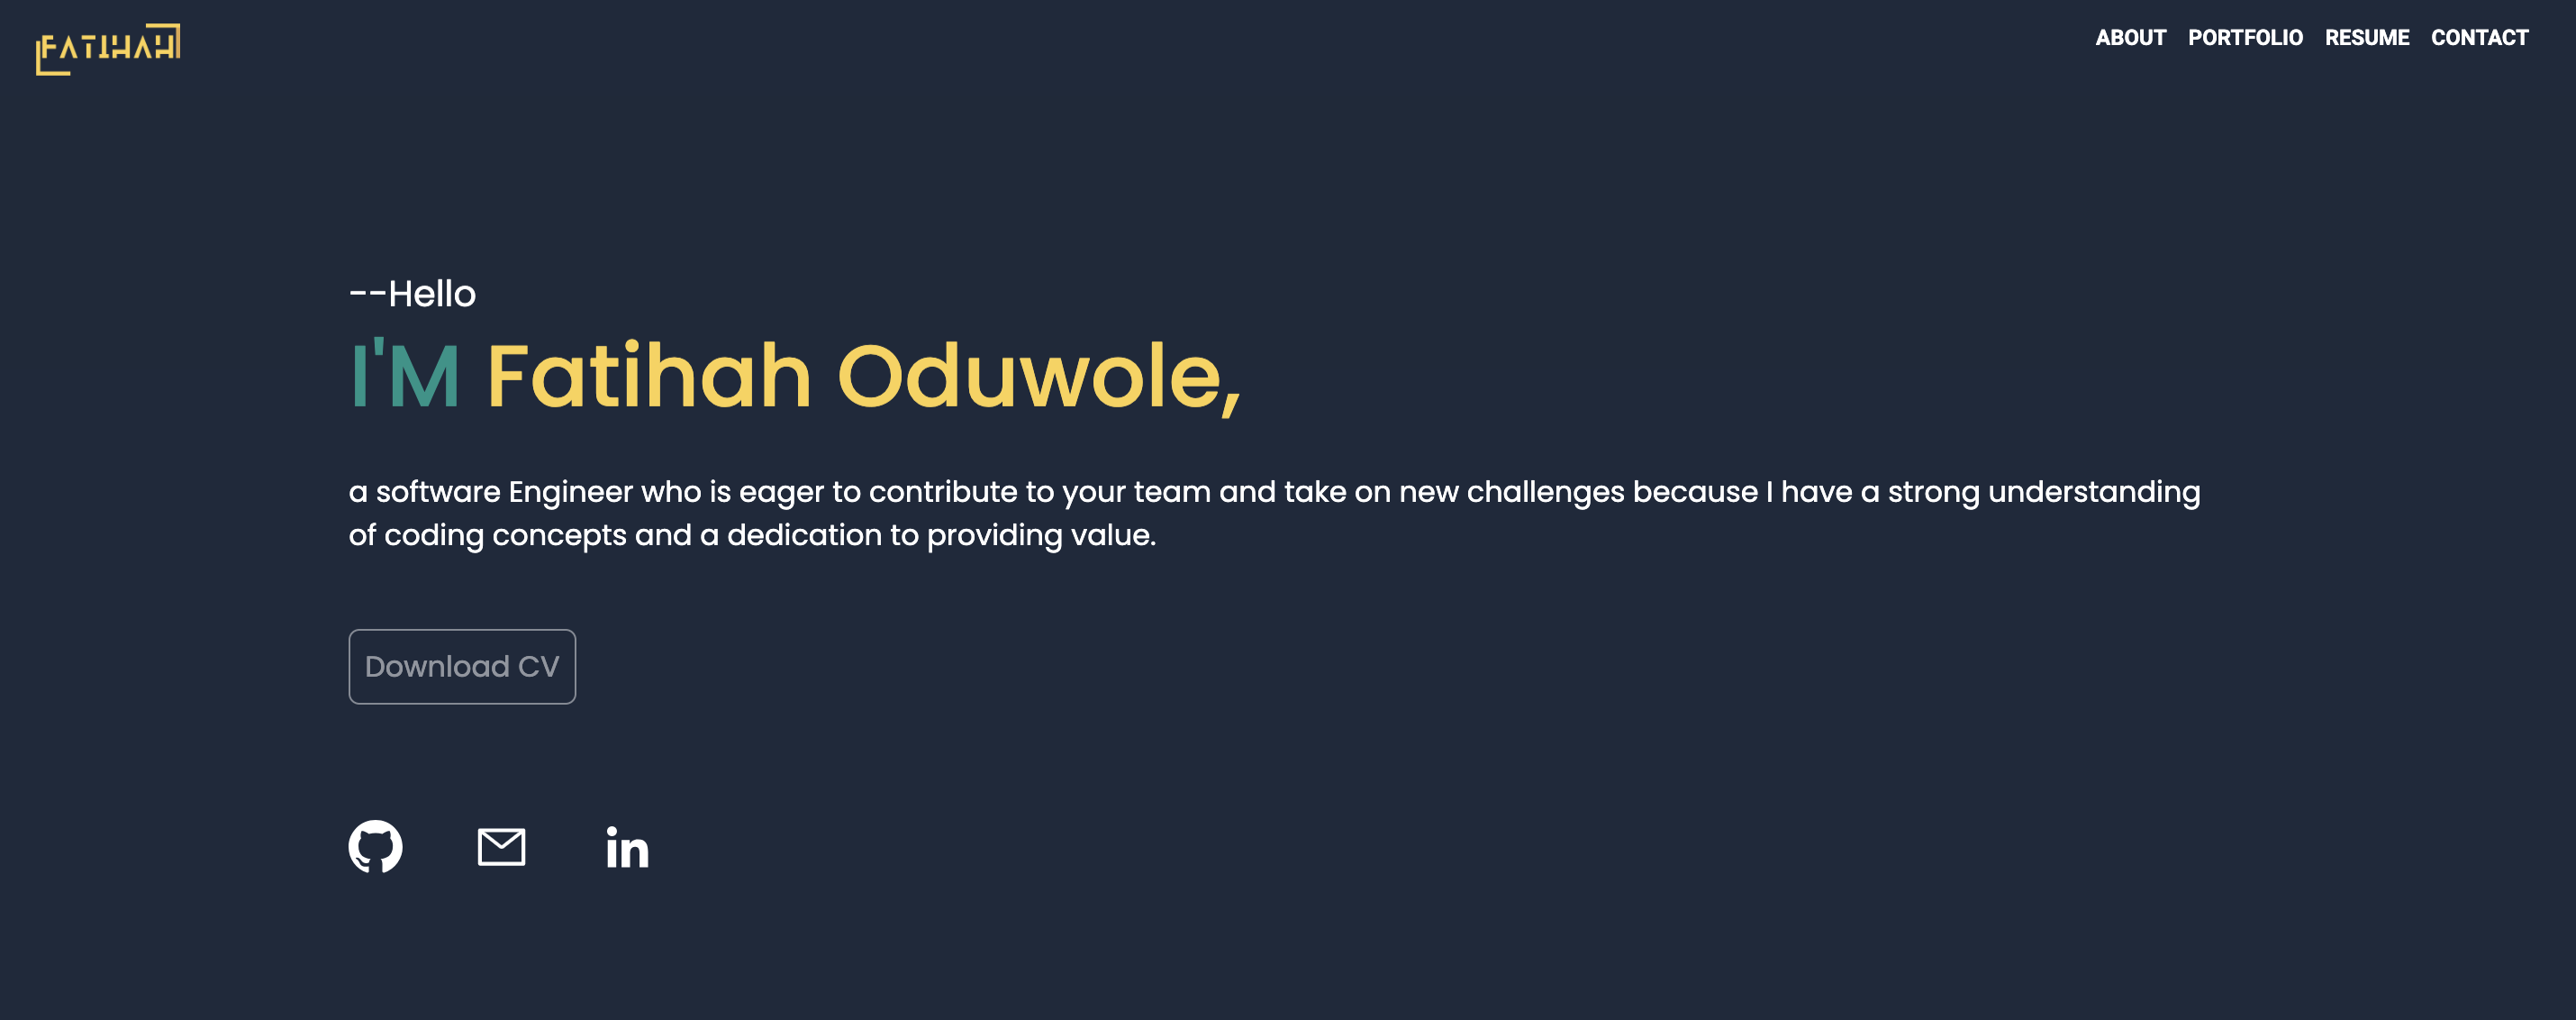 FATIHAH
ABOUT PORTFOLIO RESUME CONTACT
--Hello
I'M Fatihah Oduwole,
a software Engineer who is eager to contribute to your team and take on new challenges because I have a strong understanding
of coding concepts and a dedication to providing value.
Download CV
in